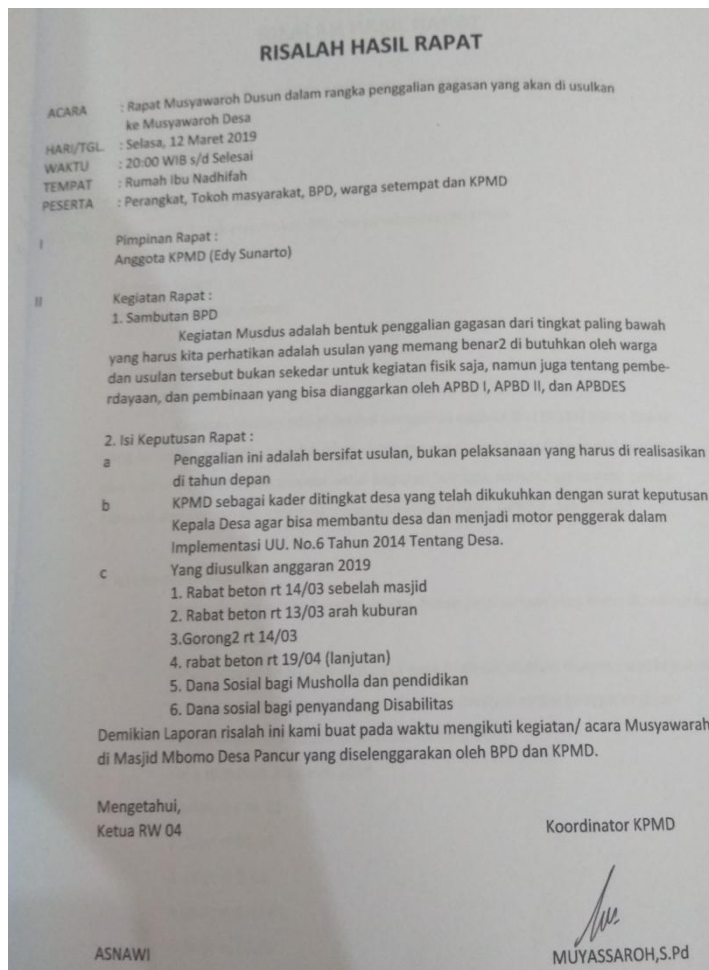 RISALAH HASIL RAPAT
ACARA : Rapat Musyawaroh Dusun dalam rangka penggalian gagasan yang akan di usulkan
ke Musyawaroh Desa
HARI/TGL. : Selasa, 12 Maret 2019
WAKTU : 20:00 WIB s/d Selesai
TEMPAT : Rumah Ibu Nadhifah
PESERTA : Perangkat, Tokoh masyarakat, BPD, warga setempat dan KPMD
I Pimpinan Rapat :
Anggota KPMD (Edy Sunarto)
II Kegiatan Rapat :
1. Sambutan BPD
Kegiatan Musdus adalah bentuk penggalian gagasan dari tingkat paling bawah
yang harus kita perhatikan adalah usulan yang memang benar2 di butuhkan oleh warga
dan usulan tersebut bukan sekedar untuk kegiatan fisik saja, namun juga tentang pembe-
rdayaan, dan pembinaan yang bisa dianggarkan oleh APBD I, APBD II, dan APBDES
2. Isi Keputusan Rapat :
a Penggalian ini adalah bersifat usulan, bukan pelaksanaan yang harus di realisasikan
di tahun depan
b KPMD sebagai kader ditingkat desa yang telah dikukuhkan dengan surat keputusan
Kepala Desa agar bisa membantu desa dan menjadi motor penggerak dalam
Implementasi UU. No.6 Tahun 2014 Tentang Desa.
c Yang diusulkan anggaran 2019
1. Rabat beton rt 14/03 sebelah masjid
2. Rabat beton rt 13/03 arah kuburan
3.Gorong2 rt 14/03
4. rabat beton rt 19/04 (lanjutan)
5. Dana Sosial bagi Musholla dan pendidikan
6. Dana sosial bagi penyandang Disabilitas
Demikian Laporan risalah ini kami buat pada waktu mengikuti kegiatan/ acara Musyawarah
di Masjid Mbomo Desa Pancur yang diselenggarakan oleh BPD dan KPMD.
Mengetahui,
Ketua RW 04
Koordinator KPMD
ASNAWI
MUYASSAROH,S.Pd